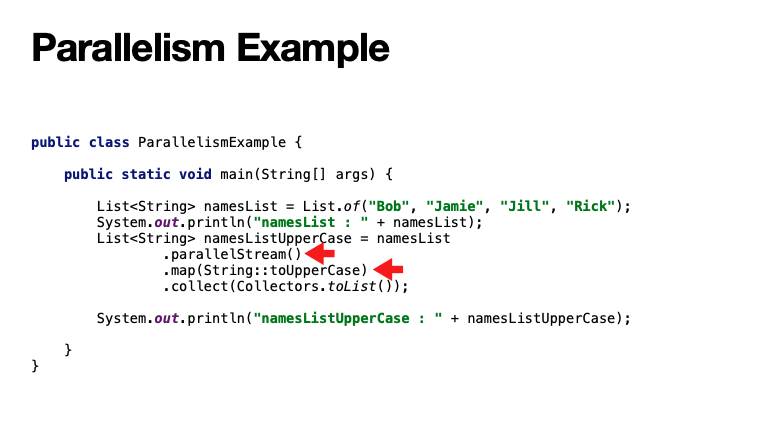 Parallelism Example
public class ParallelismExample {
public static void main(String[] args) {
List<String> namesList = List.of("Bob", "Jamie", "Jill", "Rick");
System.out.println("namesList : " + namesList);
List<String> namesListUpperCase = namesList
.parallelStream()
.map(String::toUpperCase)
.collect(Collectors.toList());
System.out.println("namesListUpperCase : " + namesListUpperCase);
}
}